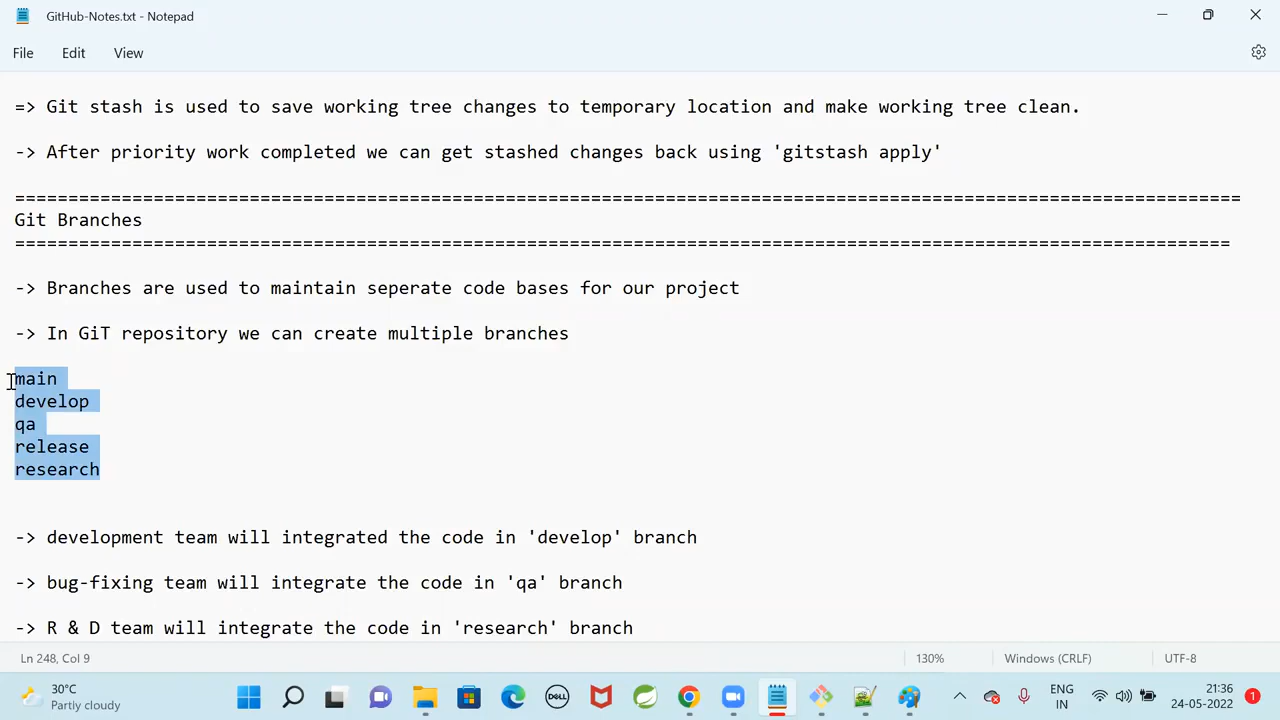 GitHub-Notes.txt - Notepad
File Edit View
=> Git stash is used to save working tree changes to temporary location and make working tree clean.
-> After priority work completed we can get stashed changes back using 'gitstash apply'
===================================================================================================================
Git Branches
==================================================================================================================
-> Branches are used to maintain seperate code bases for our project
-> In GiT repository we can create multiple branches
main
develop
qa
release
research
-> development team will integrated the code in 'develop' branch
-> bug-fixing team will integrate the code in 'qa' branch
-> R & D team will integrate the code in 'research' branch
Ln 248, Col 9 130% Windows (CRLF) UTF-8
30°C
Partly cloudy
DELL
ENG
IN
21:36
24-05-2022
1